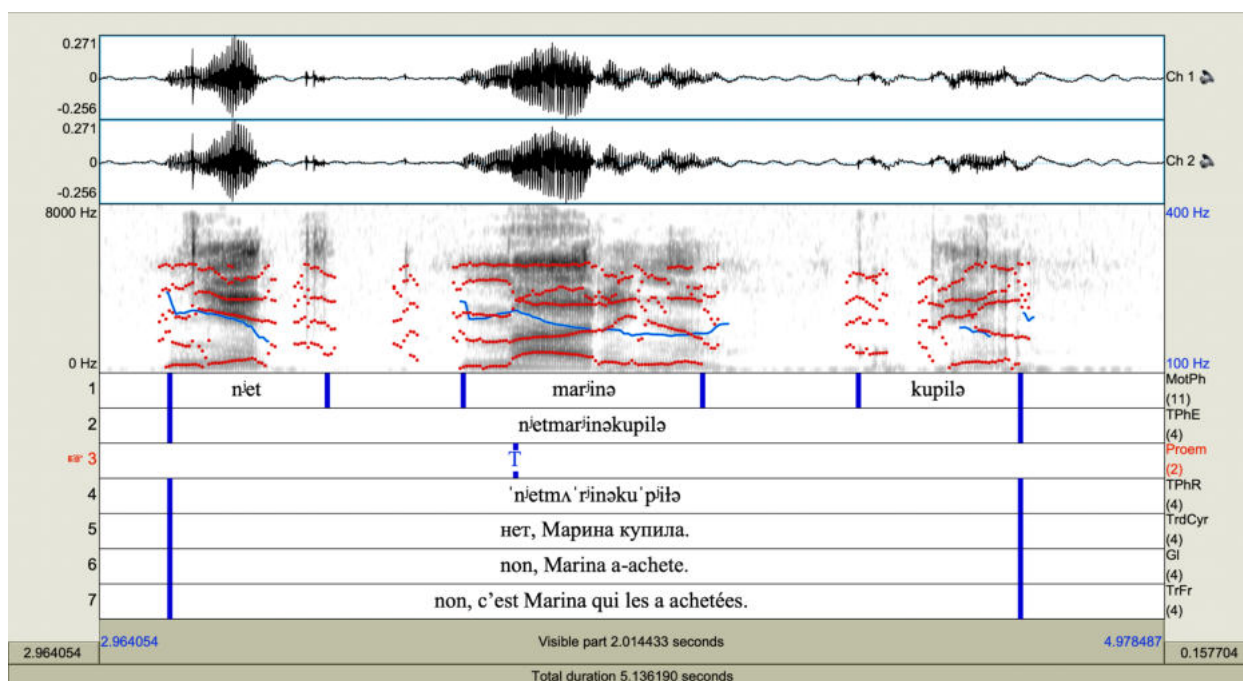 0.271
0
-0.256
Ch 1
0.271
0
-0.256
Ch 2
8000 Hz
400 Hz
0 Hz
100 Hz
1 nʲet marʲinə kupilə MotPh (11)
2 nʲetmarʲinəkupilə TPhE (4)
3 T Proem (2)
4 ˈnʲetmʌˈrʲinəkuˈpʲiłə TPhR (4)
5 нет, Марина купила. TrdCyr (4)
6 non, Marina a-achete. Gl (4)
7 non, c’est Marina qui les a achetées. TrFr (4)
2.964054 Visible part 2.014433 seconds 4.978487
2.964054 0.157704
Total duration 5.136190 seconds